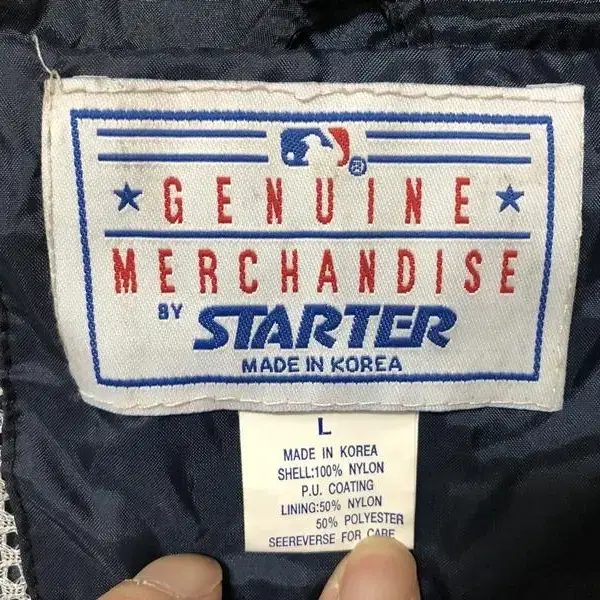 ®
★ GENUINE ★
MERCHANDISE
BY STARTER
MADE IN KOREA
L
MADE IN KOREA
SHELL:100% NYLON
P.U. COATING
LINING:50% NYLON
50% POLYESTER
SEEREVERSE FOR CARE